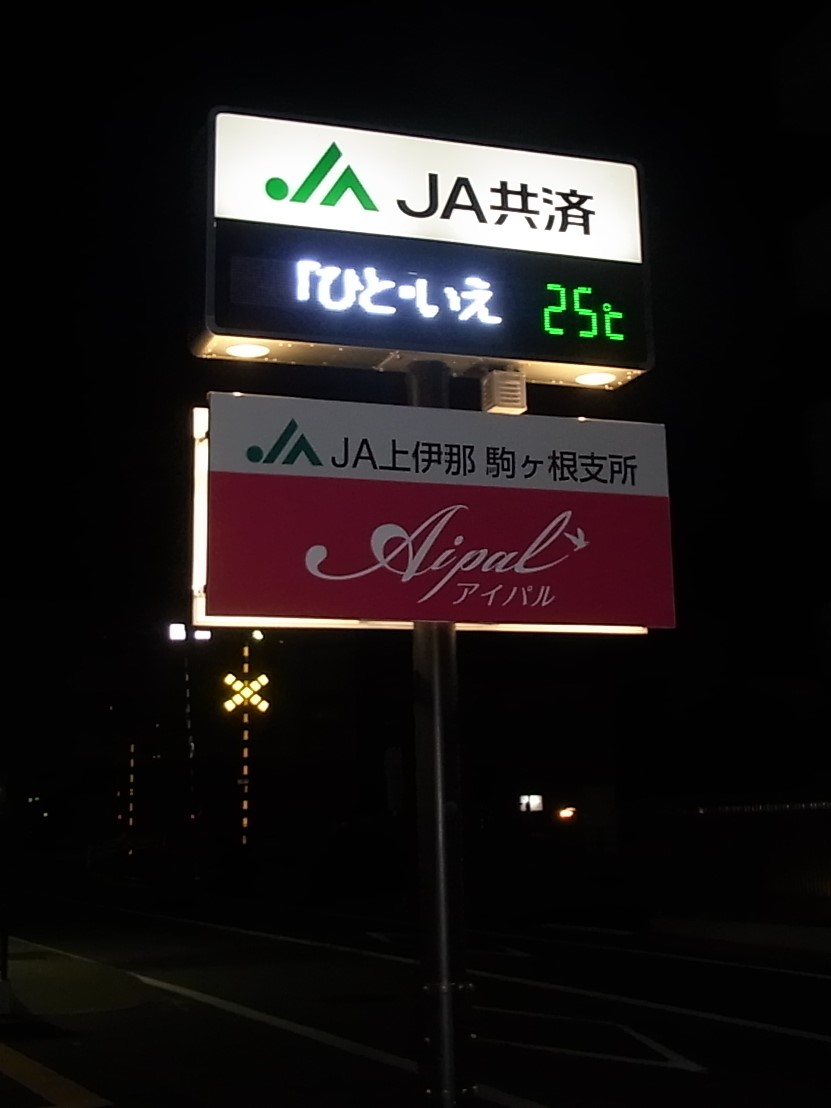 JA共済
「ひと・いえ
25℃
JA上伊那 駒ヶ根支所
Aipal
アイパル